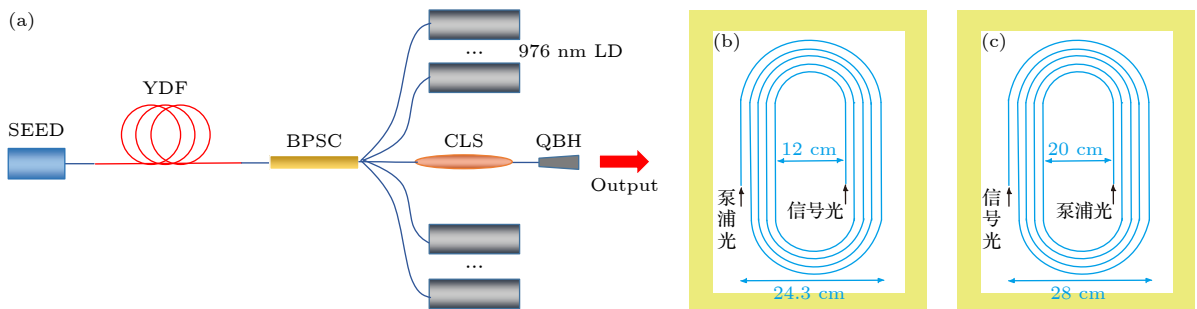 (a)
976 nm LD
...
YDF
SEED
BPSC
CLS
QBH
Output
...
(b)
12 cm
泵浦光
信号光
24.3 cm
(c)
20 cm
信号光
泵浦光
28 cm